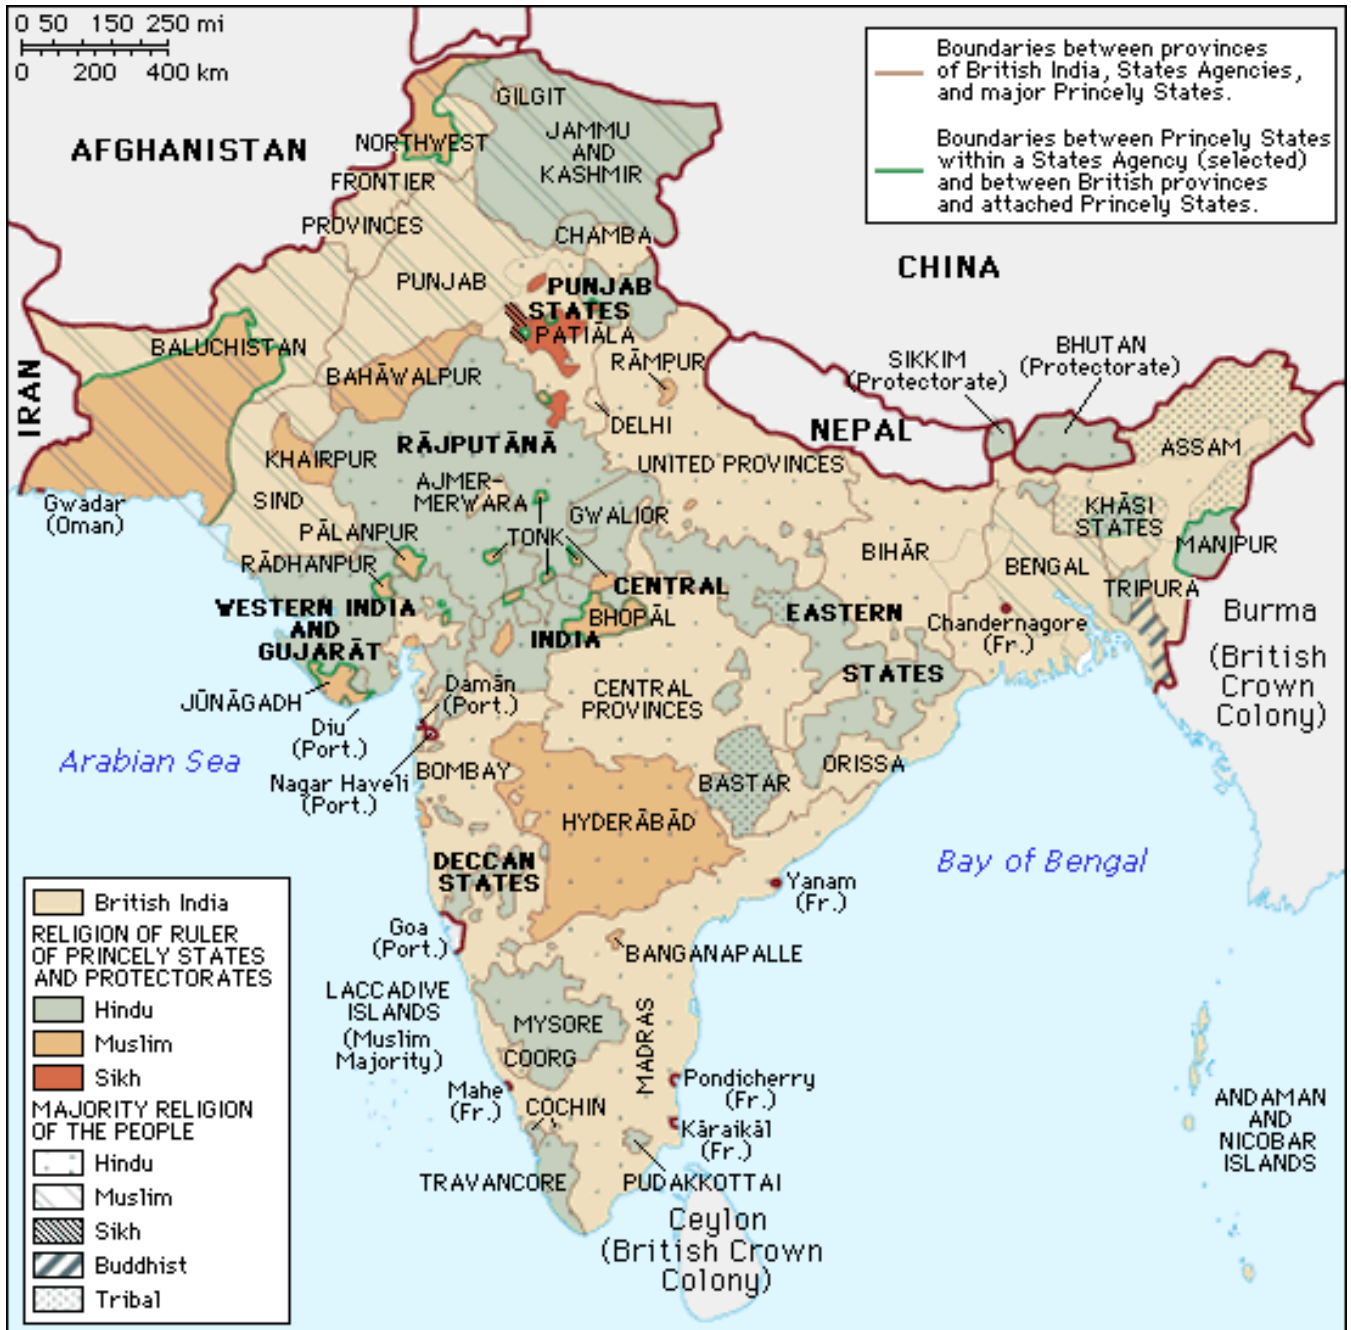 0 50 150 250 mi
0 200 400 km
Boundaries between provinces
of British India, States Agencies,
and major Princely States.
Boundaries between Princely States
within a States Agency (selected)
and between British provinces
and attached Princely States.
AFGHANISTAN
GILGIT
NORTHWEST
FRONTIER
PROVINCES
JAMMU
AND
KASHMIR
CHAMBA
CHINA
PUNJAB
PUNJAB
STATES
PATIĀLA
IRAN
BALUCHISTAN
BAHĀWALPUR
RĀMPUR
DELHI
SIKKIM
(Protectorate)
BHUTAN
(Protectorate)
NEPAL
RĀJPUTĀNĀ
KHAIRPUR
AJMER-
MERWARA
UNITED PROVINCES
ASSAM
Gwadar
(Oman)
SIND
GWALIOR
KHĀSI
STATES
PĀLANPUR
TONK
BIHĀR
BENGAL
MANIPUR
RĀDHANPUR
CENTRAL
INDIA
TRIPURA
WESTERN INDIA
AND
GUJARĀT
BHOPĀL
EASTERN
STATES
Chandernagore
(Fr.)
Burma
(British
Crown
Colony)
JŪNĀGADH
Damān
(Port.)
CENTRAL
PROVINCES
Diu
(Port.)
Arabian Sea
Nagar Haveli
(Port.)
BOMBAY
BASTAR
ORISSA
HYDERĀBĀD
DECCAN
STATES
Bay of Bengal
Yanam
(Fr.)
Goa
(Port.)
BANGANAPALLE
LACCADIVE
ISLANDS
(Muslim
Majority)
MYSORE
COORG
MADRAS
Mahe
(Fr.)
Pondicherry
(Fr.)
COCHIN
Kāraikāl
(Fr.)
TRAVANCORE
PUDAKKOTTAI
Ceylon
(British Crown
Colony)
ANDAMAN
AND
NICOBAR
ISLANDS
British India
RELIGION OF RULER
OF PRINCELY STATES
AND PROTECTORATES
Hindu
Muslim
Sikh
MAJORITY RELIGION
OF THE PEOPLE
Hindu
Muslim
Sikh
Buddhist
Tribal